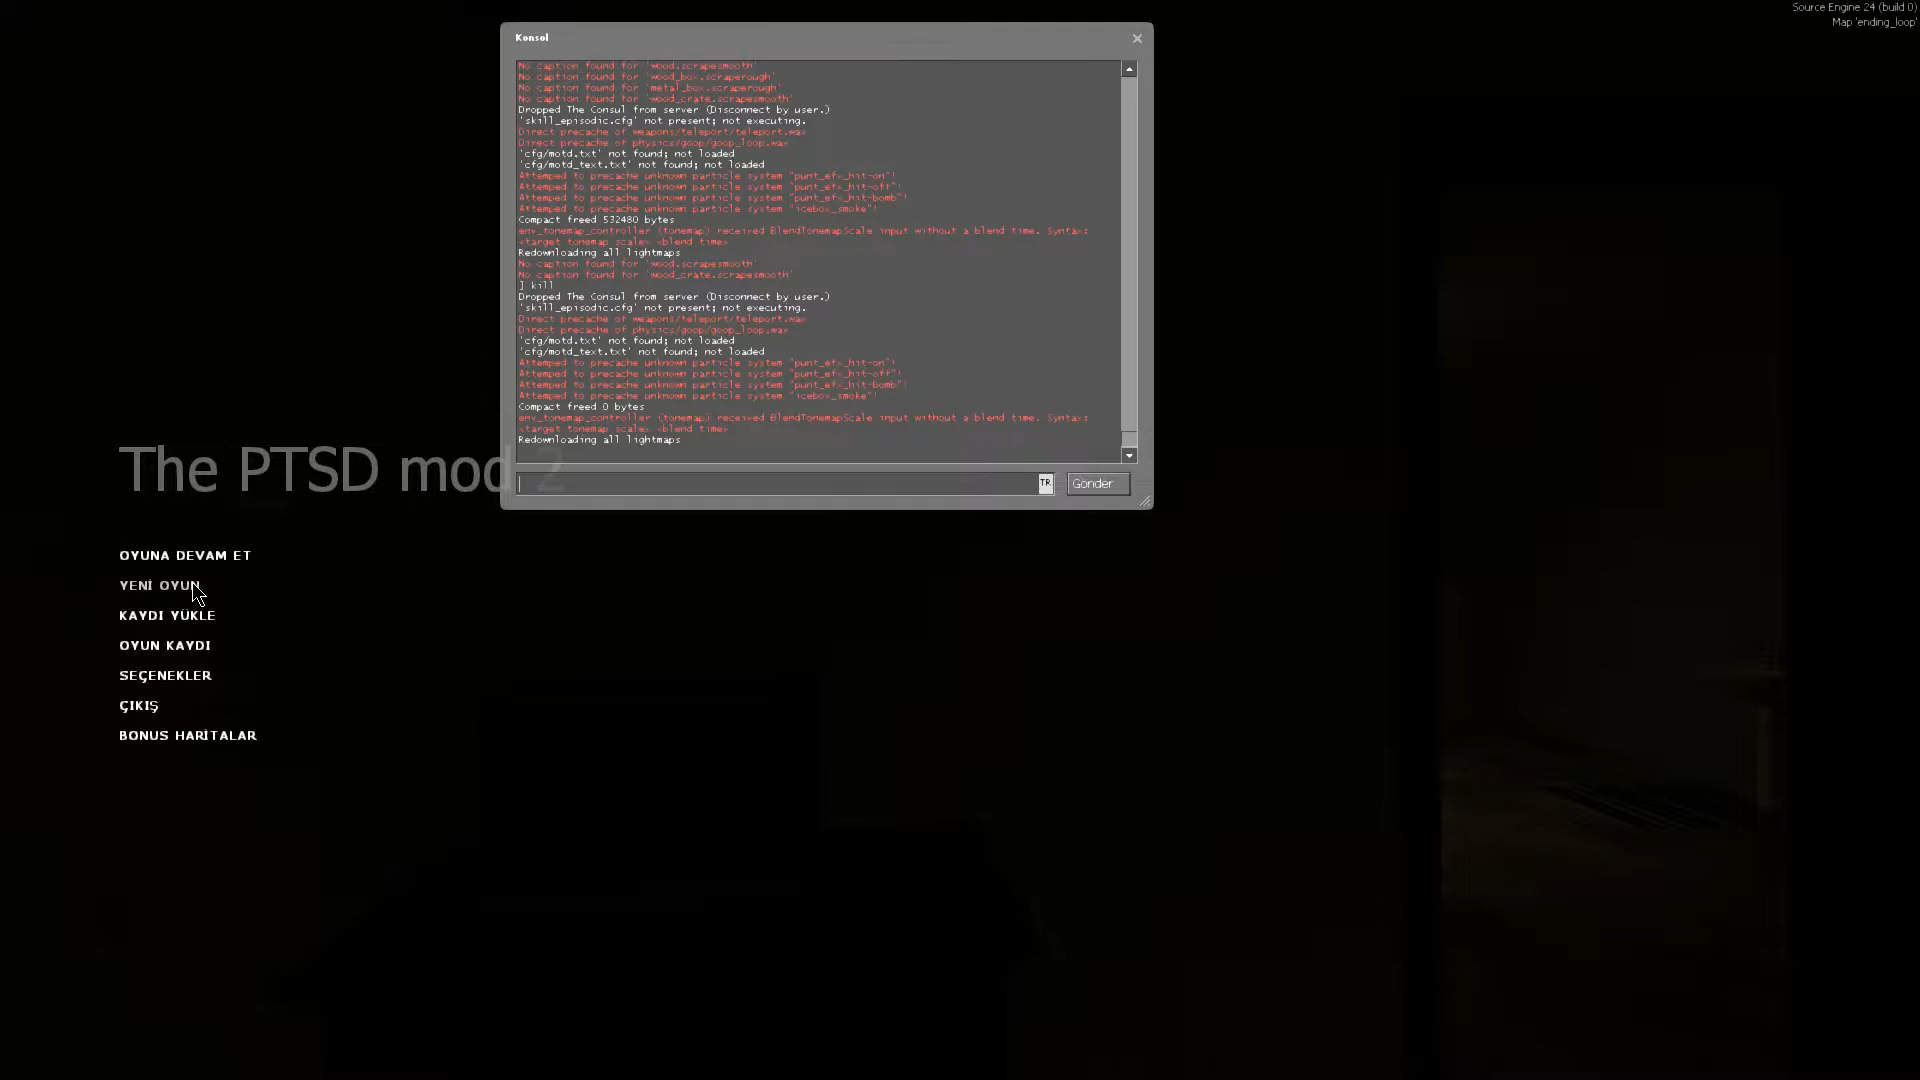 Source Engine 24 (build 0)
Map 'ending_loop'
Konsol
No caption found for 'wood.scrapesmooth'
No caption found for 'wood_box.scraperough'
No caption found for 'metal_box.scraperough'
No caption found for 'wood_crate.scrapesmooth'
Dropped The Consul from server (Disconnect by user.)
'skill_episodic.cfg' not present; not executing.
Direct precache of weapons/teleport/teleport.wav
Direct precache of physics/goop/goop_loop.wav
'cfg/motd.txt' not found; not loaded
'cfg/motd_text.txt' not found; not loaded
Attemped to precache unknown particle system "punt_efx_hit-on"!
Attemped to precache unknown particle system "punt_efx_hit-off"!
Attemped to precache unknown particle system "punt_efx_hit-bomb"!
Attemped to precache unknown particle system "icebox_smoke"!
Compact freed 532480 bytes
env_tonemap_controller (tonemap) received BlendTonemapScale input without a blend time. Syntax:
<target tonemap scale> <blend time>
Redownloading all lightmaps
No caption found for 'wood.scrapesmooth'
No caption found for 'wood_crate.scrapesmooth'
] kill
Dropped The Consul from server (Disconnect by user.)
'skill_episodic.cfg' not present; not executing.
Direct precache of weapons/teleport/teleport.wav
Direct precache of physics/goop/goop_loop.wav
'cfg/motd.txt' not found; not loaded
'cfg/motd_text.txt' not found; not loaded
Attemped to precache unknown particle system "punt_efx_hit-on"!
Attemped to precache unknown particle system "punt_efx_hit-off"!
Attemped to precache unknown particle system "punt_efx_hit-bomb"!
Attemped to precache unknown particle system "icebox_smoke"!
Compact freed 0 bytes
env_tonemap_controller (tonemap) received BlendTonemapScale input without a blend time. Syntax:
<target tonemap scale> <blend time>
Redownloading all lightmaps
TR
Gönder
The PTSD mod 2
OYUNA DEVAM ET
YENİ OYUN
KAYDI YÜKLE
OYUN KAYDI
SEÇENEKLER
ÇIKIŞ
BONUS HARİTALAR